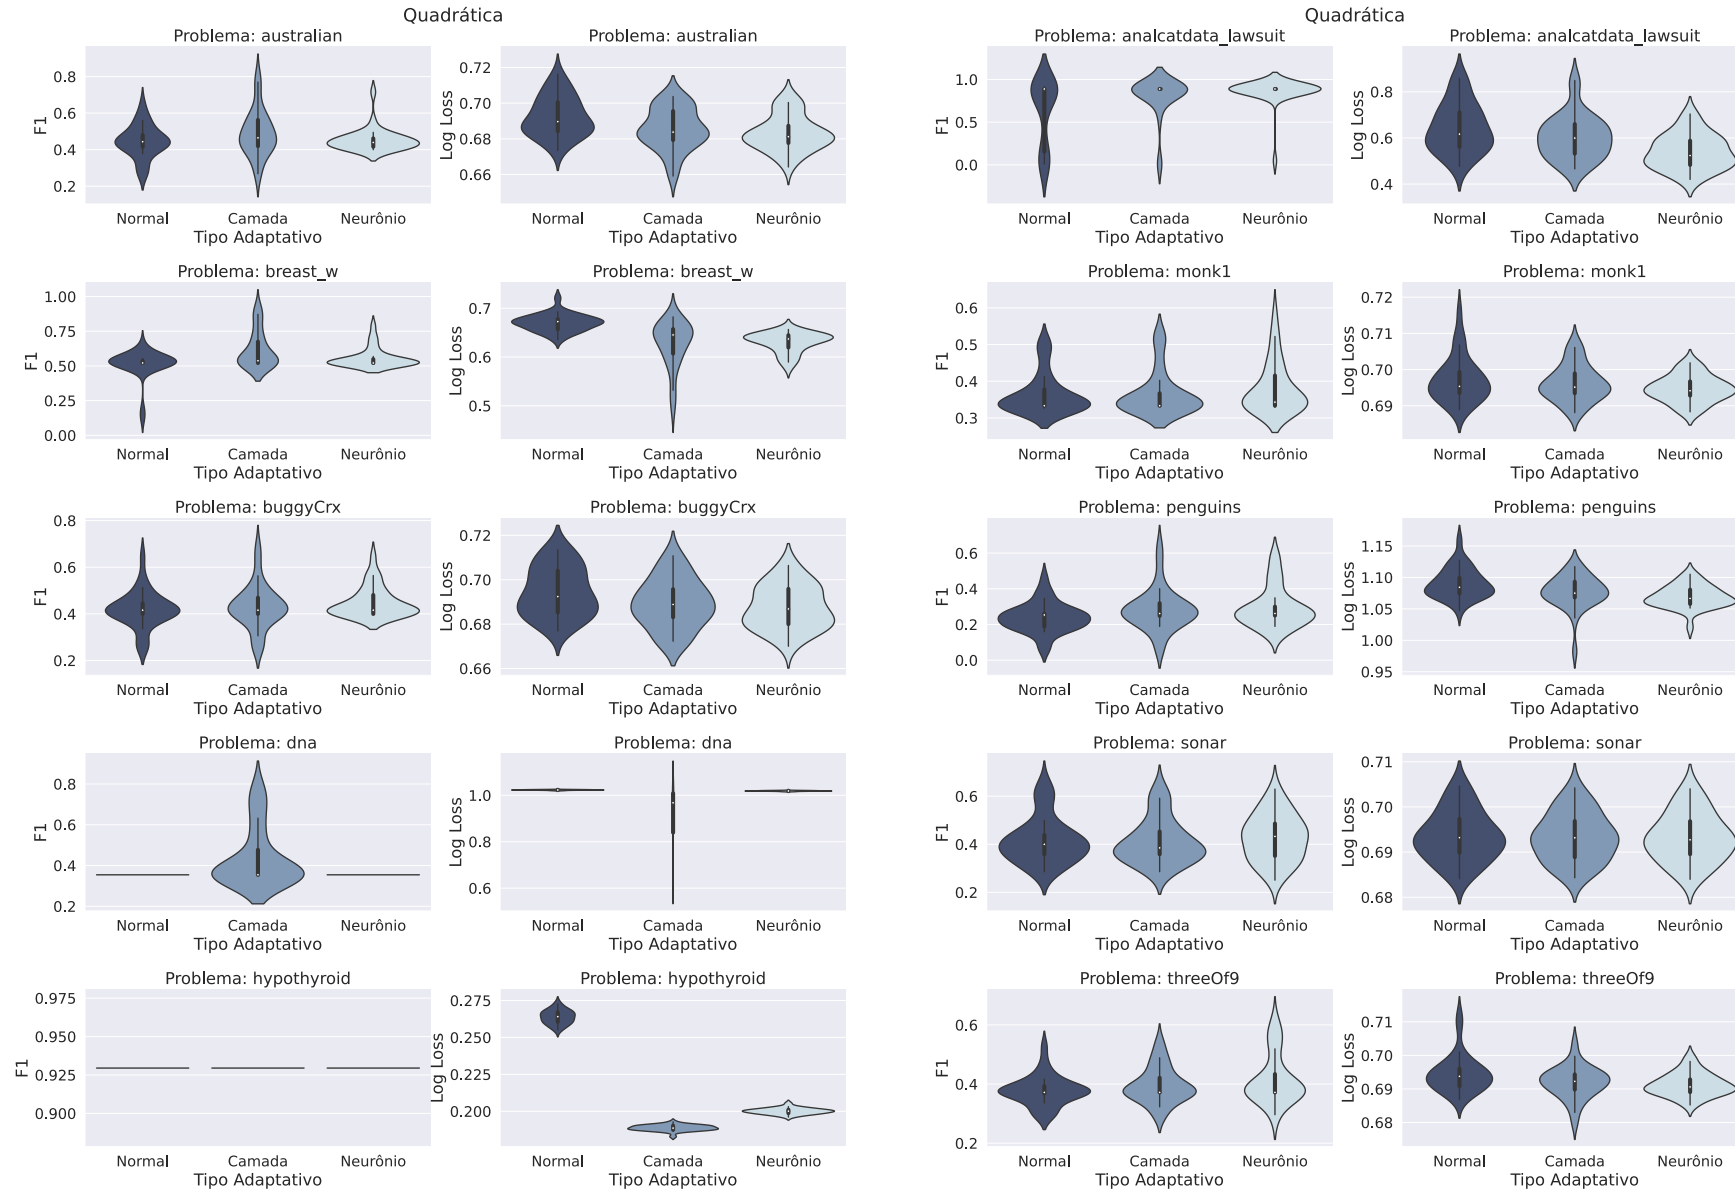 Quadrática
Problema: australian
F1
0.8
0.6
0.4
0.2
Normal Camada Neurônio
Tipo Adaptativo
Problema: australian
Log Loss
0.72
0.70
0.68
0.66
Normal Camada Neurônio
Tipo Adaptativo
Problema: breast_w
F1
1.00
0.75
0.50
0.25
0.00
Normal Camada Neurônio
Tipo Adaptativo
Problema: breast_w
Log Loss
0.7
0.6
0.5
Normal Camada Neurônio
Tipo Adaptativo
Problema: buggyCrx
F1
0.8
0.6
0.4
0.2
Normal Camada Neurônio
Tipo Adaptativo
Problema: buggyCrx
Log Loss
0.72
0.70
0.68
0.66
Normal Camada Neurônio
Tipo Adaptativo
Problema: dna
F1
0.8
0.6
0.4
0.2
Normal Camada Neurônio
Tipo Adaptativo
Problema: dna
Log Loss
1.0
0.8
0.6
Normal Camada Neurônio
Tipo Adaptativo
Problema: hypothyroid
F1
0.975
0.950
0.925
0.900
Normal Camada Neurônio
Tipo Adaptativo
Problema: hypothyroid
Log Loss
0.275
0.250
0.225
0.200
Normal Camada Neurônio
Tipo Adaptativo
Quadrática
Problema: analcatdata_lawsuit
F1
1.0
0.5
0.0
Normal Camada Neurônio
Tipo Adaptativo
Problema: analcatdata_lawsuit
Log Loss
0.8
0.6
0.4
Normal Camada Neurônio
Tipo Adaptativo
Problema: monk1
F1
0.6
0.5
0.4
0.3
Normal Camada Neurônio
Tipo Adaptativo
Problema: monk1
Log Loss
0.72
0.71
0.70
0.69
Normal Camada Neurônio
Tipo Adaptativo
Problema: penguins
F1
0.6
0.4
0.2
0.0
Normal Camada Neurônio
Tipo Adaptativo
Problema: penguins
Log Loss
1.15
1.10
1.05
1.00
0.95
Normal Camada Neurônio
Tipo Adaptativo
Problema: sonar
F1
0.6
0.4
0.2
Normal Camada Neurônio
Tipo Adaptativo
Problema: sonar
Log Loss
0.71
0.70
0.69
0.68
Normal Camada Neurônio
Tipo Adaptativo
Problema: threeOf9
F1
0.6
0.4
0.2
Normal Camada Neurônio
Tipo Adaptativo
Problema: threeOf9
Log Loss
0.71
0.70
0.69
0.68
Normal Camada Neurônio
Tipo Adaptativo